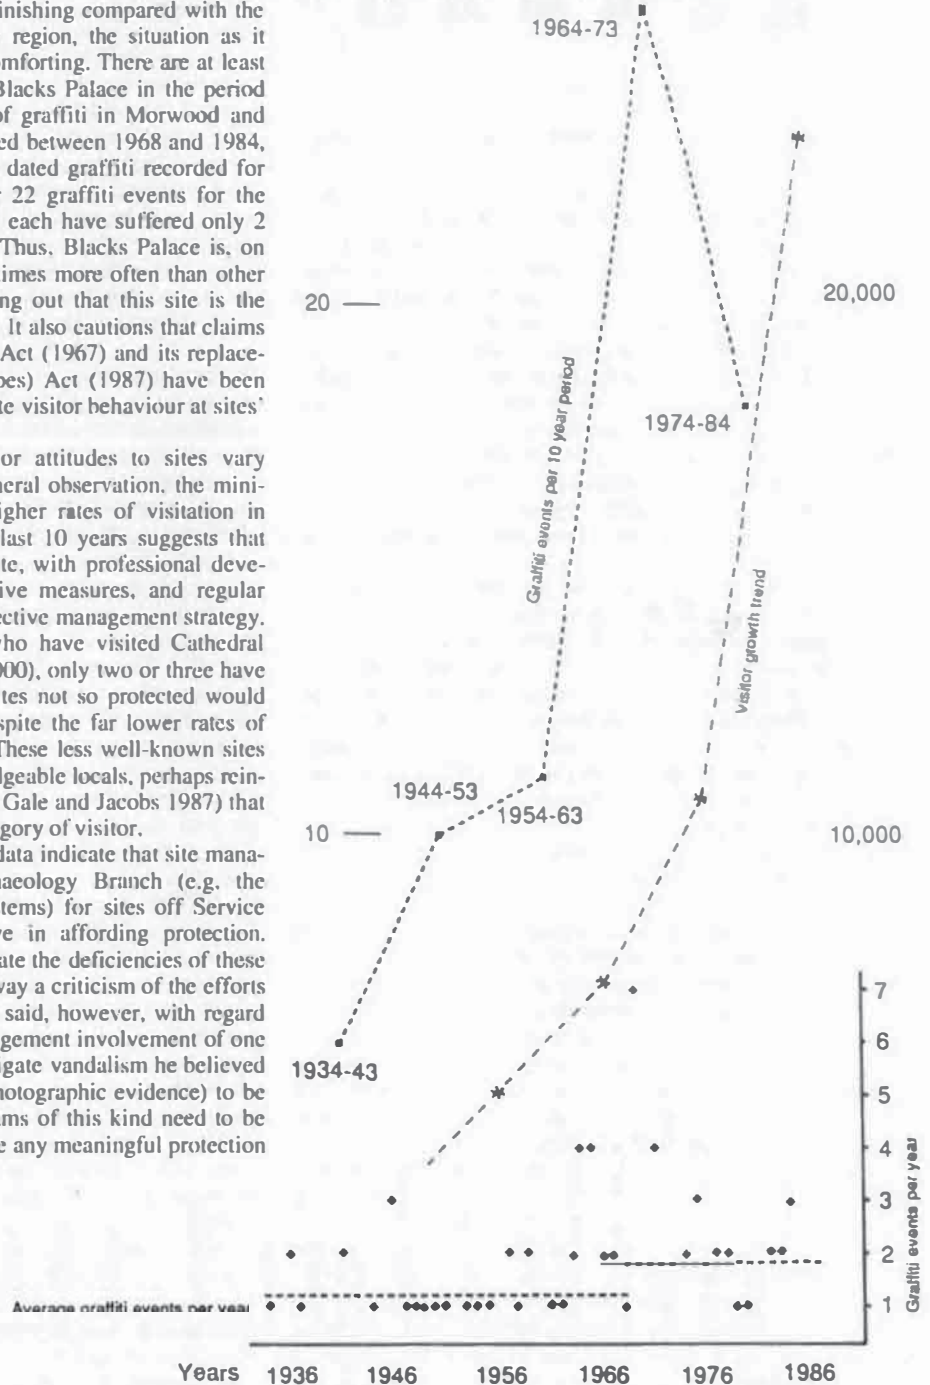 inishing compared with the
region, the situation as it
mforting. There are at least
Blacks Palace in the period
of graffiti in Morwood and
ed between 1968 and 1984,
dated graffiti recorded for
22 graffiti events for the
each have suffered only 2
Thus, Blacks Palace is, on
imes more often than other
ng out that this site is the
It also cautions that claims
Act (1967) and its replace-
bes) Act (1987) have been
te visitor behaviour at sites'
or attitudes to sites vary
neral observation, the mini-
igher rates of visitation in
last 10 years suggests that
te, with professional deve-
ive measures, and regular
ective management strategy.
vho have visited Cathedral
000), only two or three have
tes not so protected would
spite the far lower rates of
These less well-known sites
dgeable locals, perhaps rein-
Gale and Jacobs 1987) that
gory of visitor.
data indicate that site mana-
naeology Branch (e.g. the
stems) for sites off Service
ve in affording protection.
ate the deficiencies of these
way a criticism of the efforts
said, however, with regard
gement involvement of one
igate vandalism he believed
hotographic evidence) to be
ams of this kind need to be
e any meaningful protection
1964-73
20
20,000
Graffiti events per 10 year period
1974-84
Visitor growth trend
1944-53
1954-63
10
10,000
1934-43
7
6
5
4
3
2
1
Graffiti events per year
Average graffiti events per year
Years 1936 1946 1956 1966 1976 1986